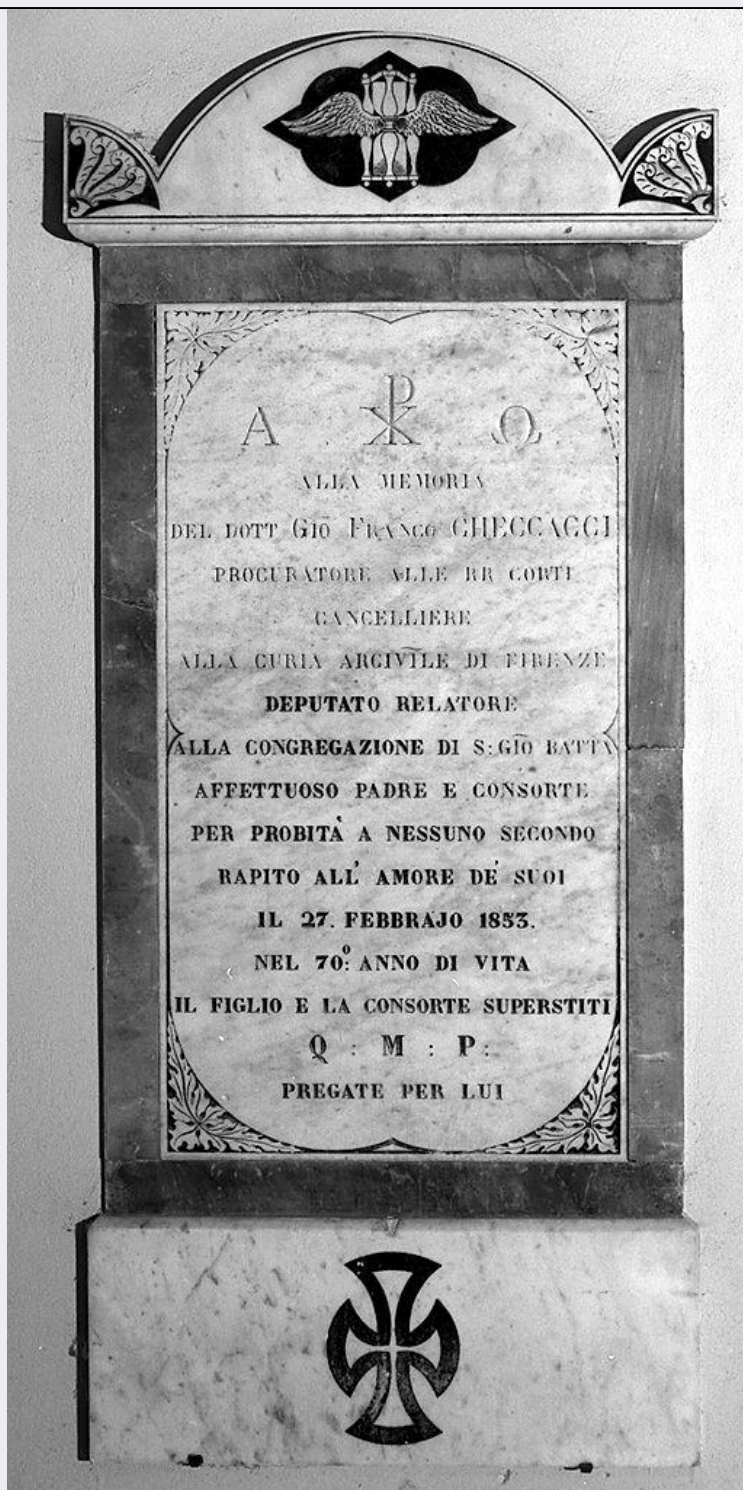 A . ☧ . Ω .
ALLA MEMORIA
DEL DOTT GIŌ FRANCO CHECCACCI
PROCURATORE ALLE RR CORTI
CANCELLIERE
ALLA CURIA ARCIVĪLE DI FIRENZE
DEPUTATO RELATORE
ALLA CONGREGAZIONE DI S: GIŌ BATTA
AFFETTUOSO PADRE E CONSORTE
PER PROBITA' A NESSUNO SECONDO
RAPITO ALL' AMORE DE' SUOI
IL 27. FEBBRAJO 1853.
NEL 70:º ANNO DI VITA
IL FIGLIO E LA CONSORTE SUPERSTITI
Q : M : P :
PREGATE PER LUI